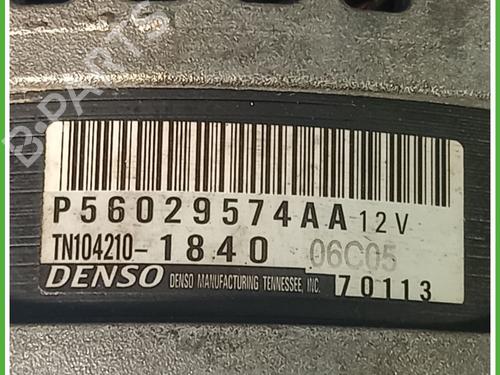 B.PARTS
P56029574AA 12V
TN104210-1840 06C05
DENSO DENSO MANUFACTURING TENNESSEE, INC. 70113